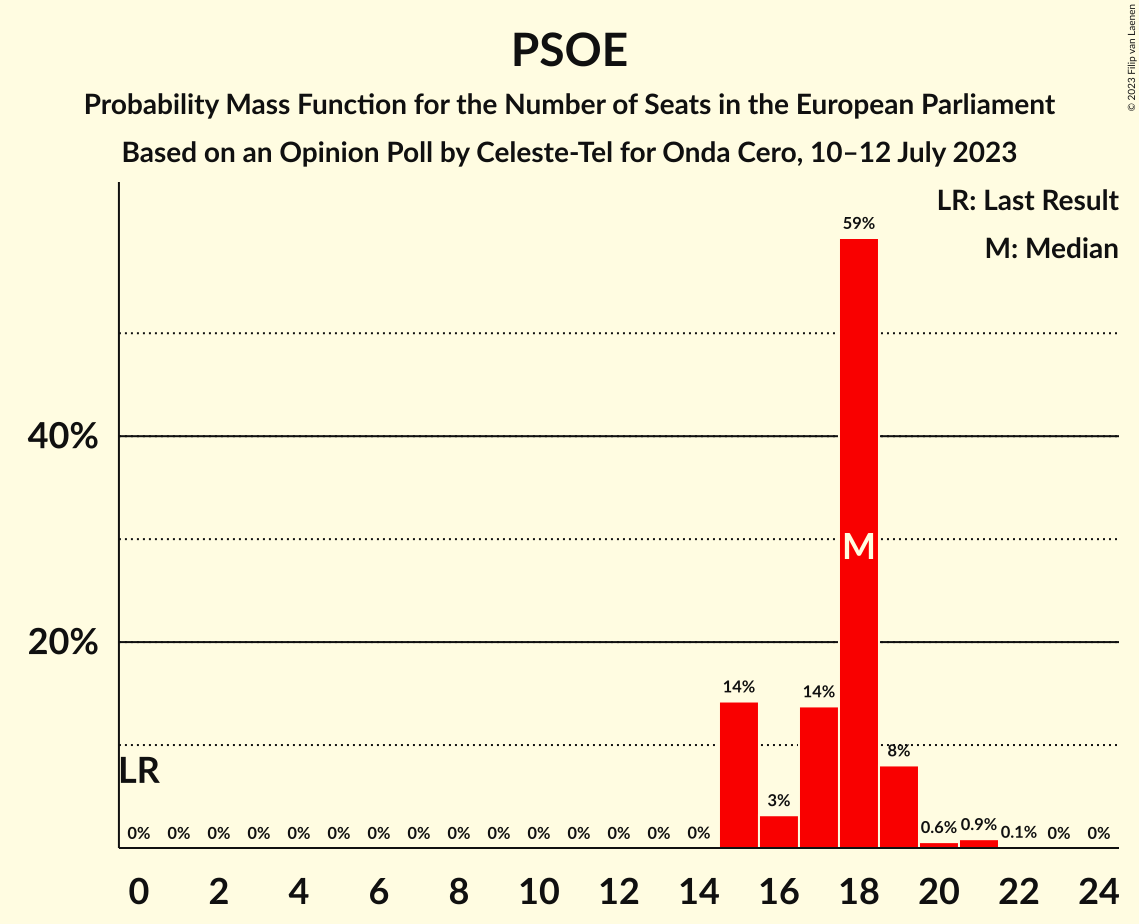 PSOE
Probability Mass Function for the Number of Seats in the European Parliament
Based on an Opinion Poll by Celeste-Tel for Onda Cero, 10–12 July 2023
© 2023 Filip van Laenen
LR: Last Result
M: Median
59%
40%
M
20%
14%
14%
LR
8%
3%
0% 0% 0% 0% 0% 0% 0% 0% 0% 0% 0% 0% 0% 0% 0% 0.6% 0.9% 0.1% 0% 0%
0 2 4 6 8 10 12 14 16 18 20 22 24